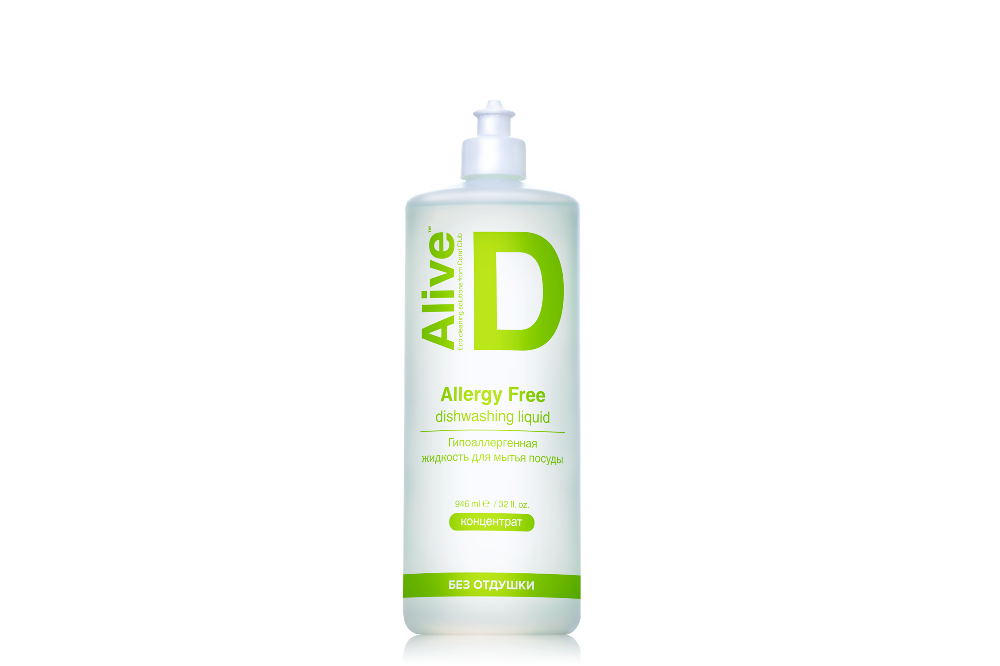 Alive™
Eco cleaning solutions from Coral Club
D
Allergy Free
dishwashing liquid
Гипоаллергенная
жидкость для мытья посуды
946 ml ℮ / 32 fl. oz.
концентрат
БЕЗ ОТДУШКИ